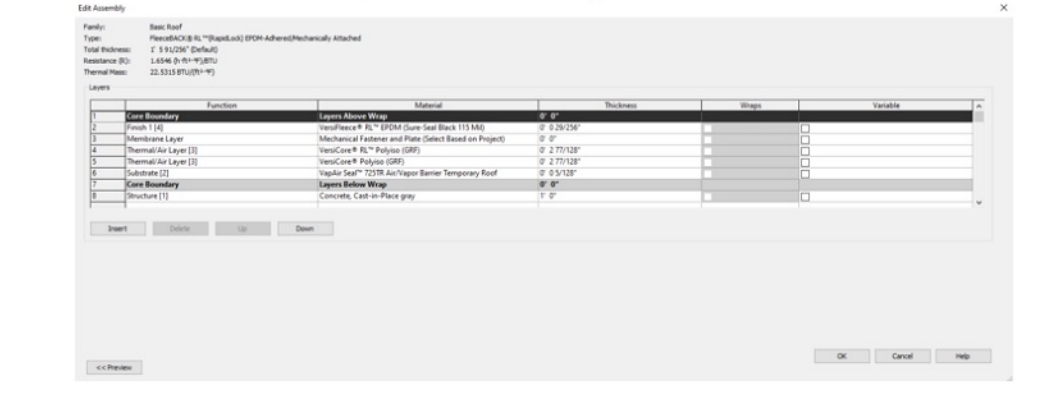 Edit Assembly
Family: Basic Roof
Type: FleeceBACK® RL™(RapidLock) EPDM-Adhered/Mechanically Attached
Total thickness: 1' 5 91/256" (Default)
Resistance (R): 1.6546 (h·ft²·°F)/BTU
Thermal Mass: 22.5315 BTU/(ft²·°F)
Layers
Function Material Thickness Wraps Variable
1 Core Boundary Layers Above Wrap 0' 0"
2 Finish 1 [4] VersiFleece® RL™ EPDM (Sure-Seal Black 115 Mil) 0' 0 29/256"
3 Membrane Layer Mechanical Fastener and Plate (Select Based on Project) 0' 0"
4 Thermal/Air Layer [3] VersiCore® RL™ Polyiso (GRF) 0' 2 77/128"
5 Thermal/Air Layer [3] VersiCore® Polyiso (GRF) 0' 2 77/128"
6 Substrate [2] VapAir Seal™ 725TR Air/Vapor Barrier Temporary Roof 0' 0 5/128"
7 Core Boundary Layers Below Wrap 0' 0"
8 Structure [1] Concrete, Cast-in-Place gray 1' 0"
Insert Delete Up Down
OK Cancel Help
<< Preview